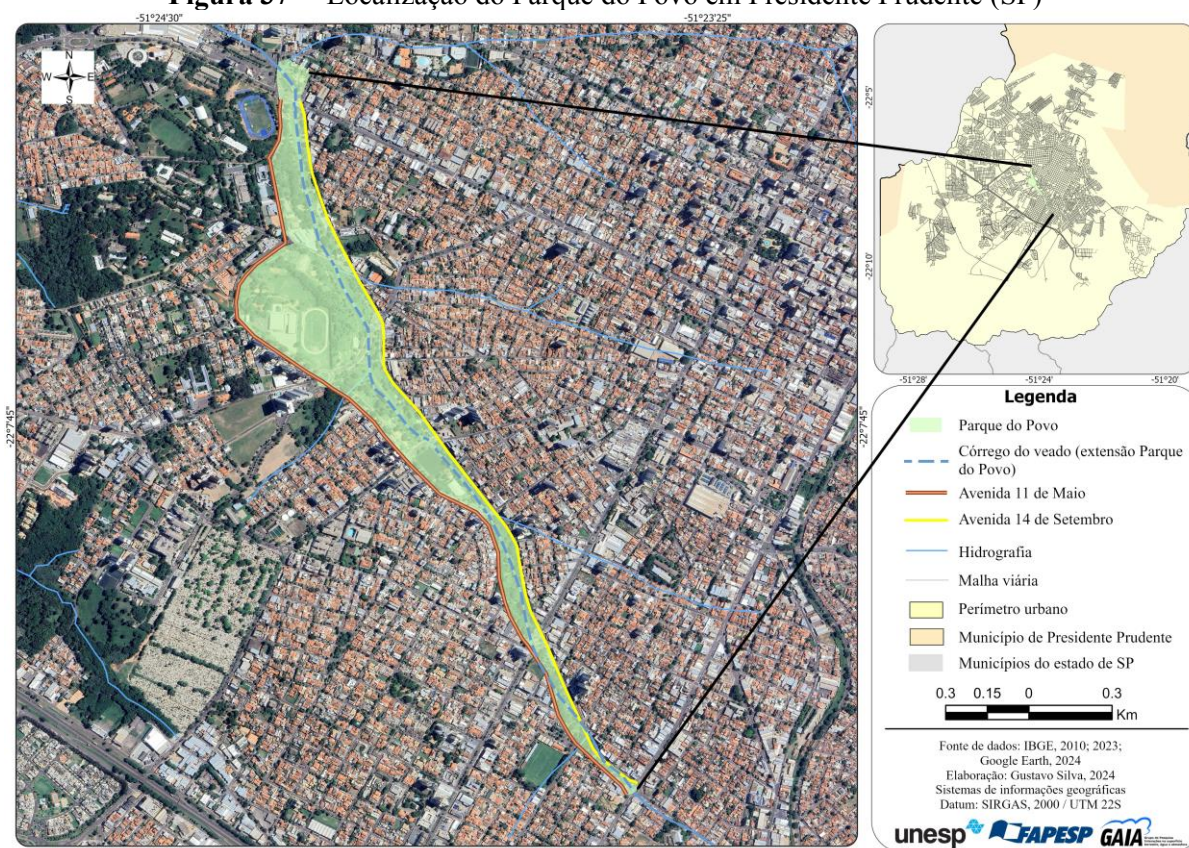 Figura 37 – Localização do Parque do Povo em Presidente Prudente (SP)
-51°24'30"
-51°23'25"
N
W E
S
-22°7'45"
-22°7'45"
-22°5'
-22°10'
-51°28'
-51°24'
-51°20'
Legenda
Parque do Povo
Córrego do veado (extensão Parque
do Povo)
Avenida 11 de Maio
Avenida 14 de Setembro
Hidrografia
Malha viária
Perímetro urbano
Município de Presidente Prudente
Municípios do estado de SP
0.3 0.15 0 0.3
Km
Fonte de dados: IBGE, 2010; 2023;
Google Earth, 2024
Elaboração: Gustavo Silva, 2024
Sistemas de informações geográficas
Datum: SIRGAS, 2000 / UTM 22S
unesp FAPESP GAIA